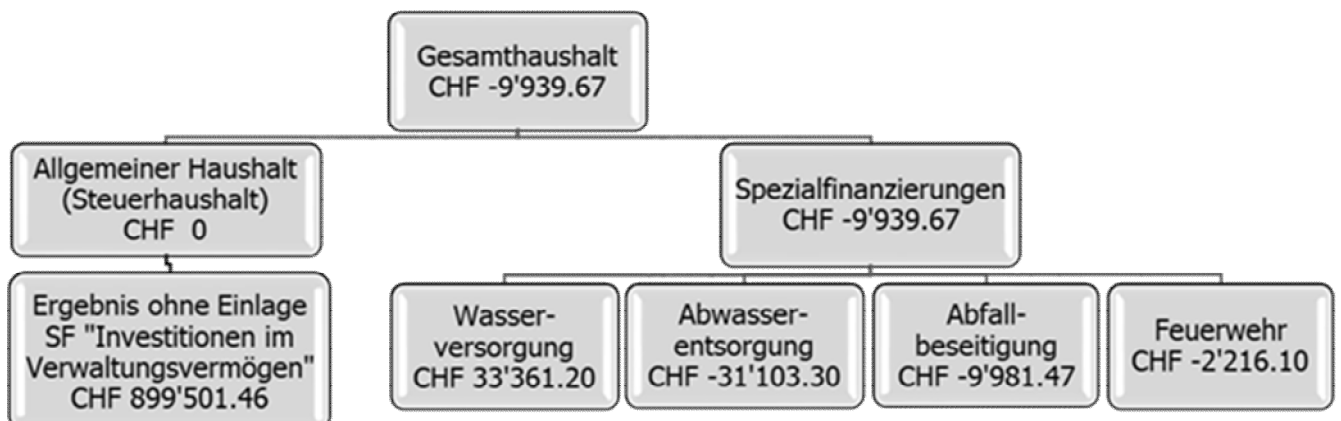 Gesamthaushalt
CHF -9'939.67
Allgemeiner Haushalt
(Steuerhaushalt)
CHF 0
Spezialfinanzierungen
CHF -9'939.67
Ergebnis ohne Einlage
SF "Investitionen im
Verwaltungsvermögen"
CHF 899'501.46
Wasser-
versorgung
CHF 33'361.20
Abwasser-
entsorgung
CHF -31'103.30
Abfall-
beseitigung
CHF -9'981.47
Feuerwehr
CHF -2'216.10